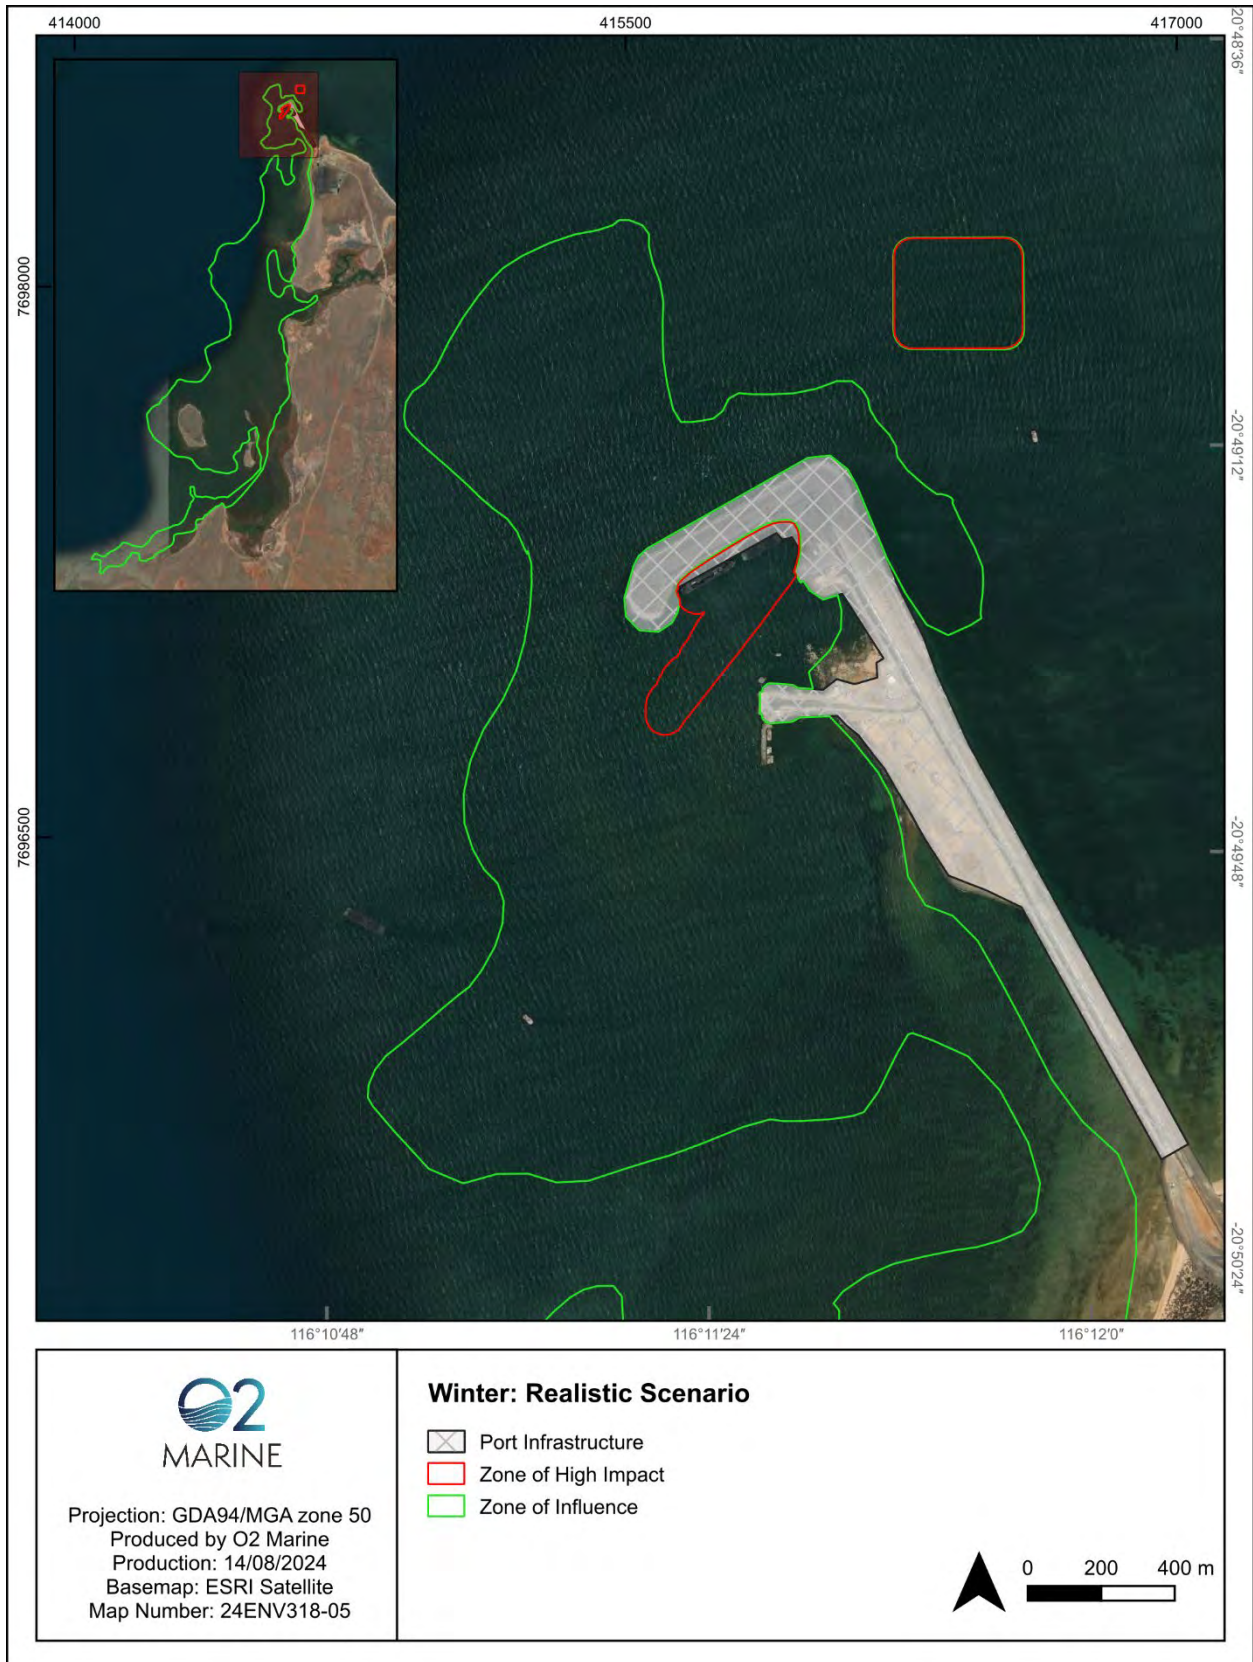 414000
415500
417000
-20°48'36"
7698000
-20°49'12"
7696500
-20°49'48"
-20°50'24"
116°10'48"
116°11'24"
116°12'0"
O2
MARINE
Projection: GDA94/MGA zone 50
Produced by O2 Marine
Production: 14/08/2024
Basemap: ESRI Satellite
Map Number: 24ENV318-05
Winter: Realistic Scenario
Port Infrastructure
Zone of High Impact
Zone of Influence
0 200 400 m